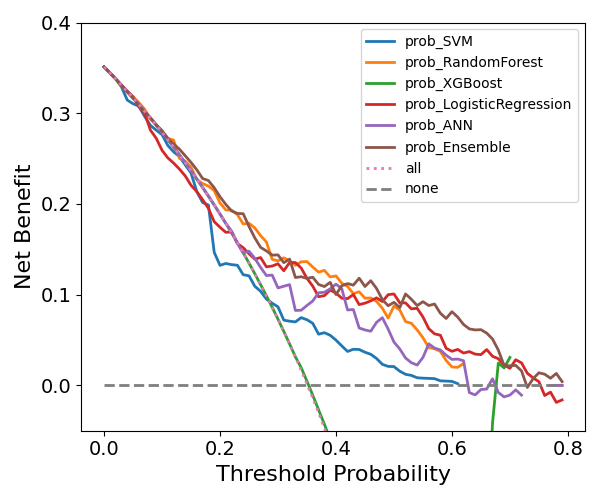 0.4
0.3
0.2
0.1
0.0
Net Benefit
prob_SVM
prob_RandomForest
prob_XGBoost
prob_LogisticRegression
prob_ANN
prob_Ensemble
all
none
0.0 0.2 0.4 0.6 0.8
Threshold Probability